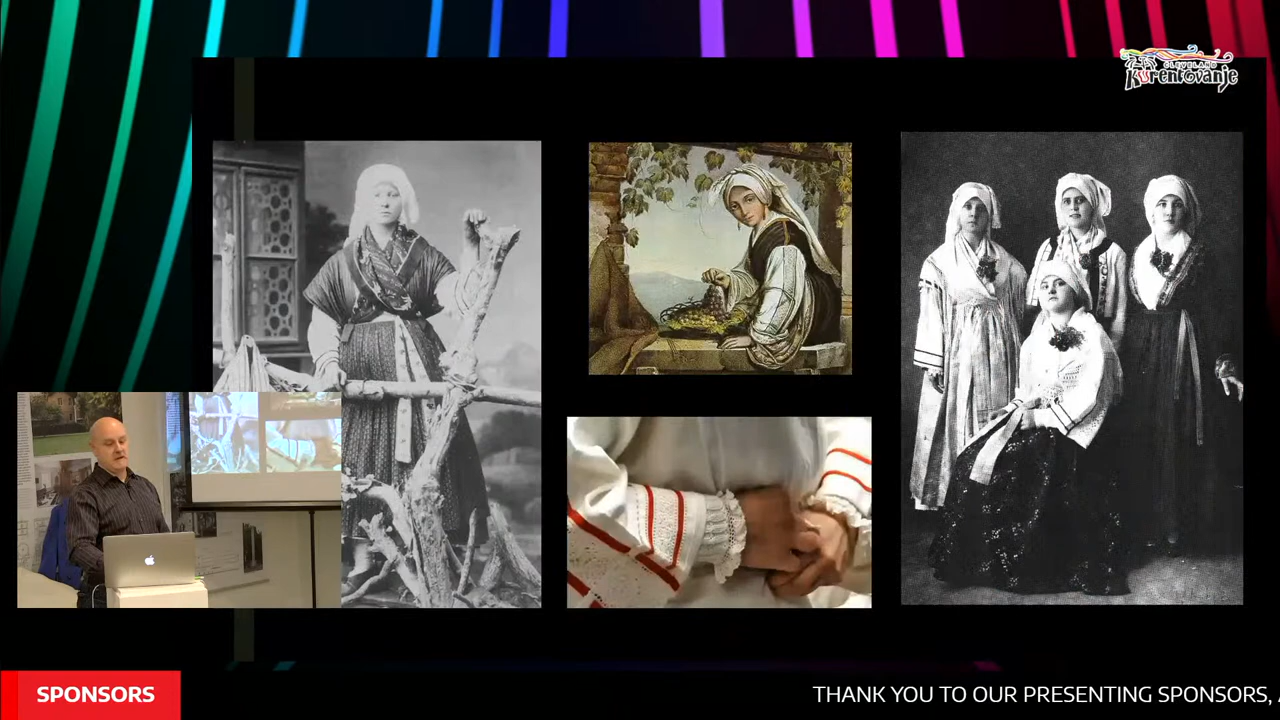 CLEVELAND
Kurentovanje
SPONSORS
THANK YOU TO OUR PRESENTING SPONSORS,